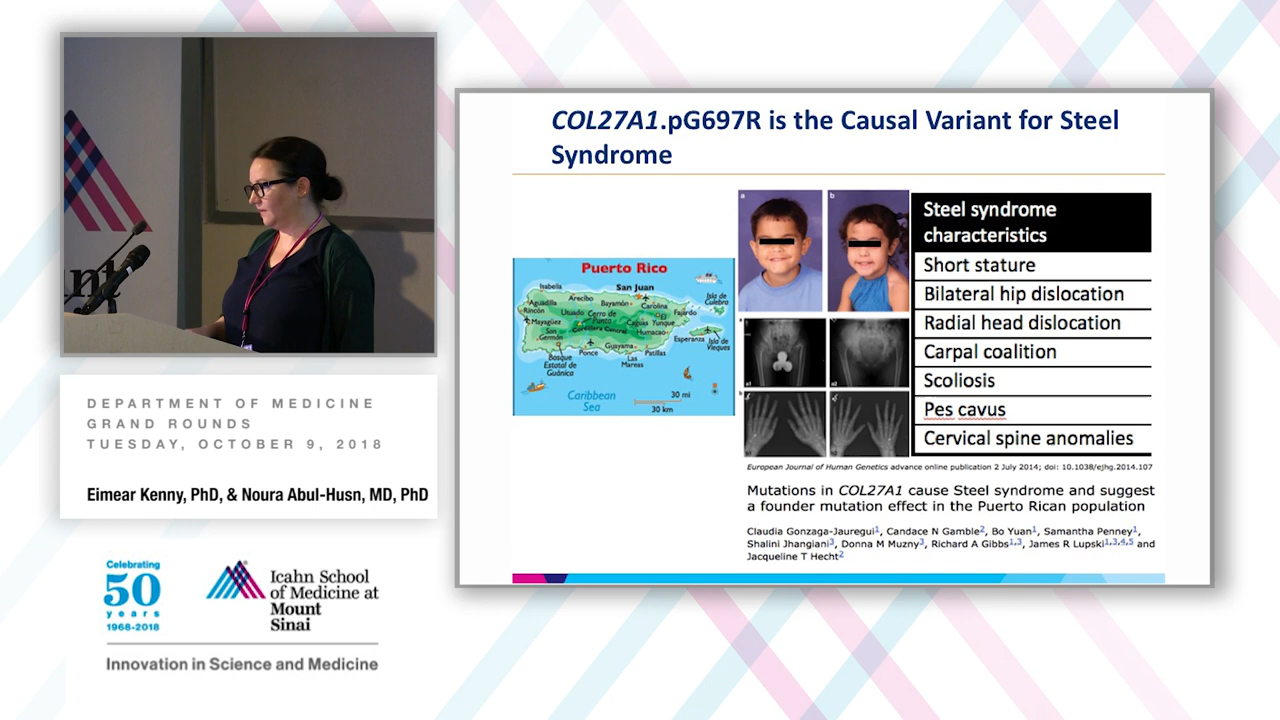 COL27A1.pG697R is the Causal Variant for Steel
Syndrome
a
b
Steel syndrome
characteristics
Short stature
Bilateral hip dislocation
Radial head dislocation
Carpal coalition
Scoliosis
Pes cavus
Cervical spine anomalies
Puerto Rico
Isabela
San Juan
Aguadilla
Arecibo
Bayamón
Carolina
Isla de
Culebra
Rincón
Utuado
Cerro de
Punta
El
Yunque
Fajardo
Mayagüez
Cordillera Central
Caguas
Humacao
San
Germón
Esperanza
Isla de
Vieques
Bosque
Estatal de
Guánica
Ponce
Guayama
Las
Mareas
Patillas
Caribbean
Sea
30 mi
30 km
a1
a2
European Journal of Human Genetics advance online publication 2 July 2014; doi: 10.1038/ejhg.2014.107
Mutations in COL27A1 cause Steel syndrome and suggest
a founder mutation effect in the Puerto Rican population
Claudia Gonzaga-Jauregui1, Candace N Gamble2, Bo Yuan1, Samantha Penney1,
Shalini Jhangiani3, Donna M Muzny3, Richard A Gibbs1,3, James R Lupski1,3,4,5 and
Jacqueline T Hecht2
DEPARTMENT OF MEDICINE
GRAND ROUNDS
TUESDAY, OCTOBER 9, 2018
Eimear Kenny, PhD, & Noura Abul-Husn, MD, PhD
Celebrating
50
years
1968-2018
Icahn School
of Medicine at
Mount
Sinai
Innovation in Science and Medicine